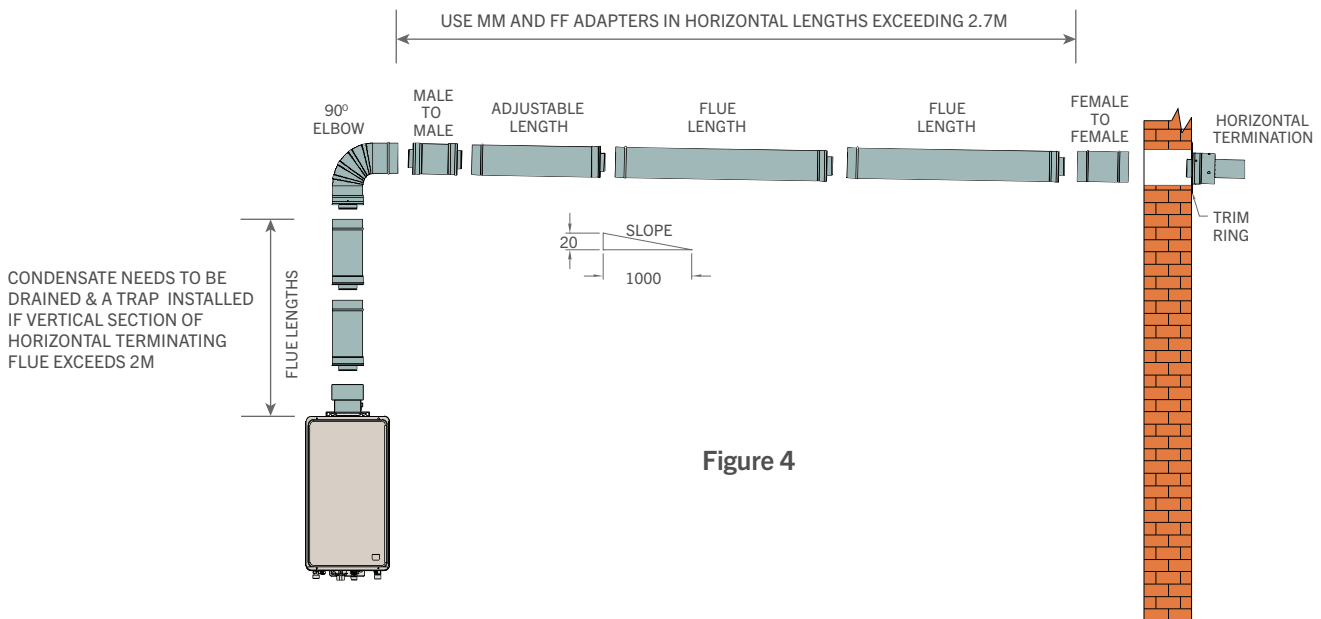 USE MM AND FF ADAPTERS IN HORIZONTAL LENGTHS EXCEEDING 2.7M
90⁰
ELBOW
MALE
TO
MALE
ADJUSTABLE
LENGTH
FLUE
LENGTH
FLUE
LENGTH
FEMALE
TO
FEMALE
HORIZONTAL
TERMINATION
TRIM
RING
SLOPE
20
1000
CONDENSATE NEEDS TO BE
DRAINED & A TRAP INSTALLED
IF VERTICAL SECTION OF
HORIZONTAL TERMINATING
FLUE EXCEEDS 2M
FLUE LENGTHS
Figure 4